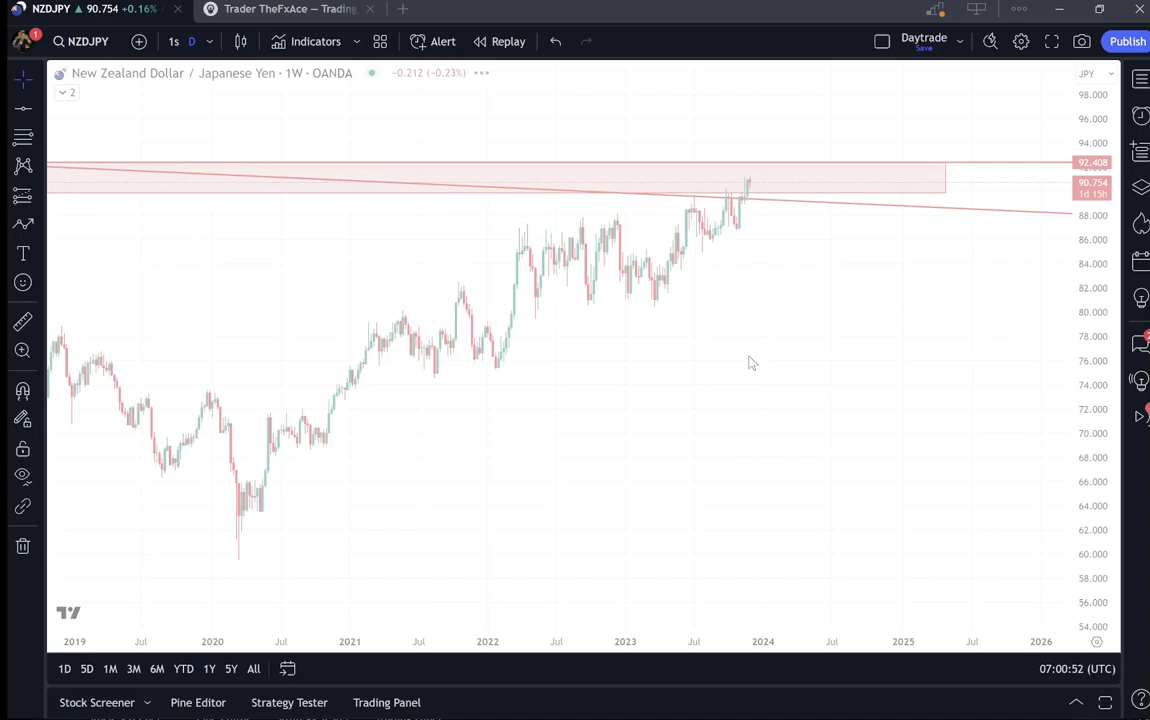 NZDJPY ▲ 90.754 +0.16%
Trader TheFxAce — Trading
1
NZDJPY
1s
D
Indicators
Alert
Replay
Daytrade
Save
Publish
New Zealand Dollar / Japanese Yen · 1W · OANDA
−0.212 (−0.23%)
2
JPY
98.000
96.000
94.000
92.408
90.754
1d 15h
88.000
86.000
84.000
82.000
80.000
78.000
76.000
74.000
72.000
70.000
68.000
66.000
64.000
62.000
60.000
58.000
56.000
54.000
2019 Jul 2020 Jul 2021 Jul 2022 Jul 2023 Jul 2024 Jul 2025 Jul 2026
1D 5D 1M 3M 6M YTD 1Y 5Y All
07:00:52 (UTC)
Stock Screener Pine Editor Strategy Tester Trading Panel